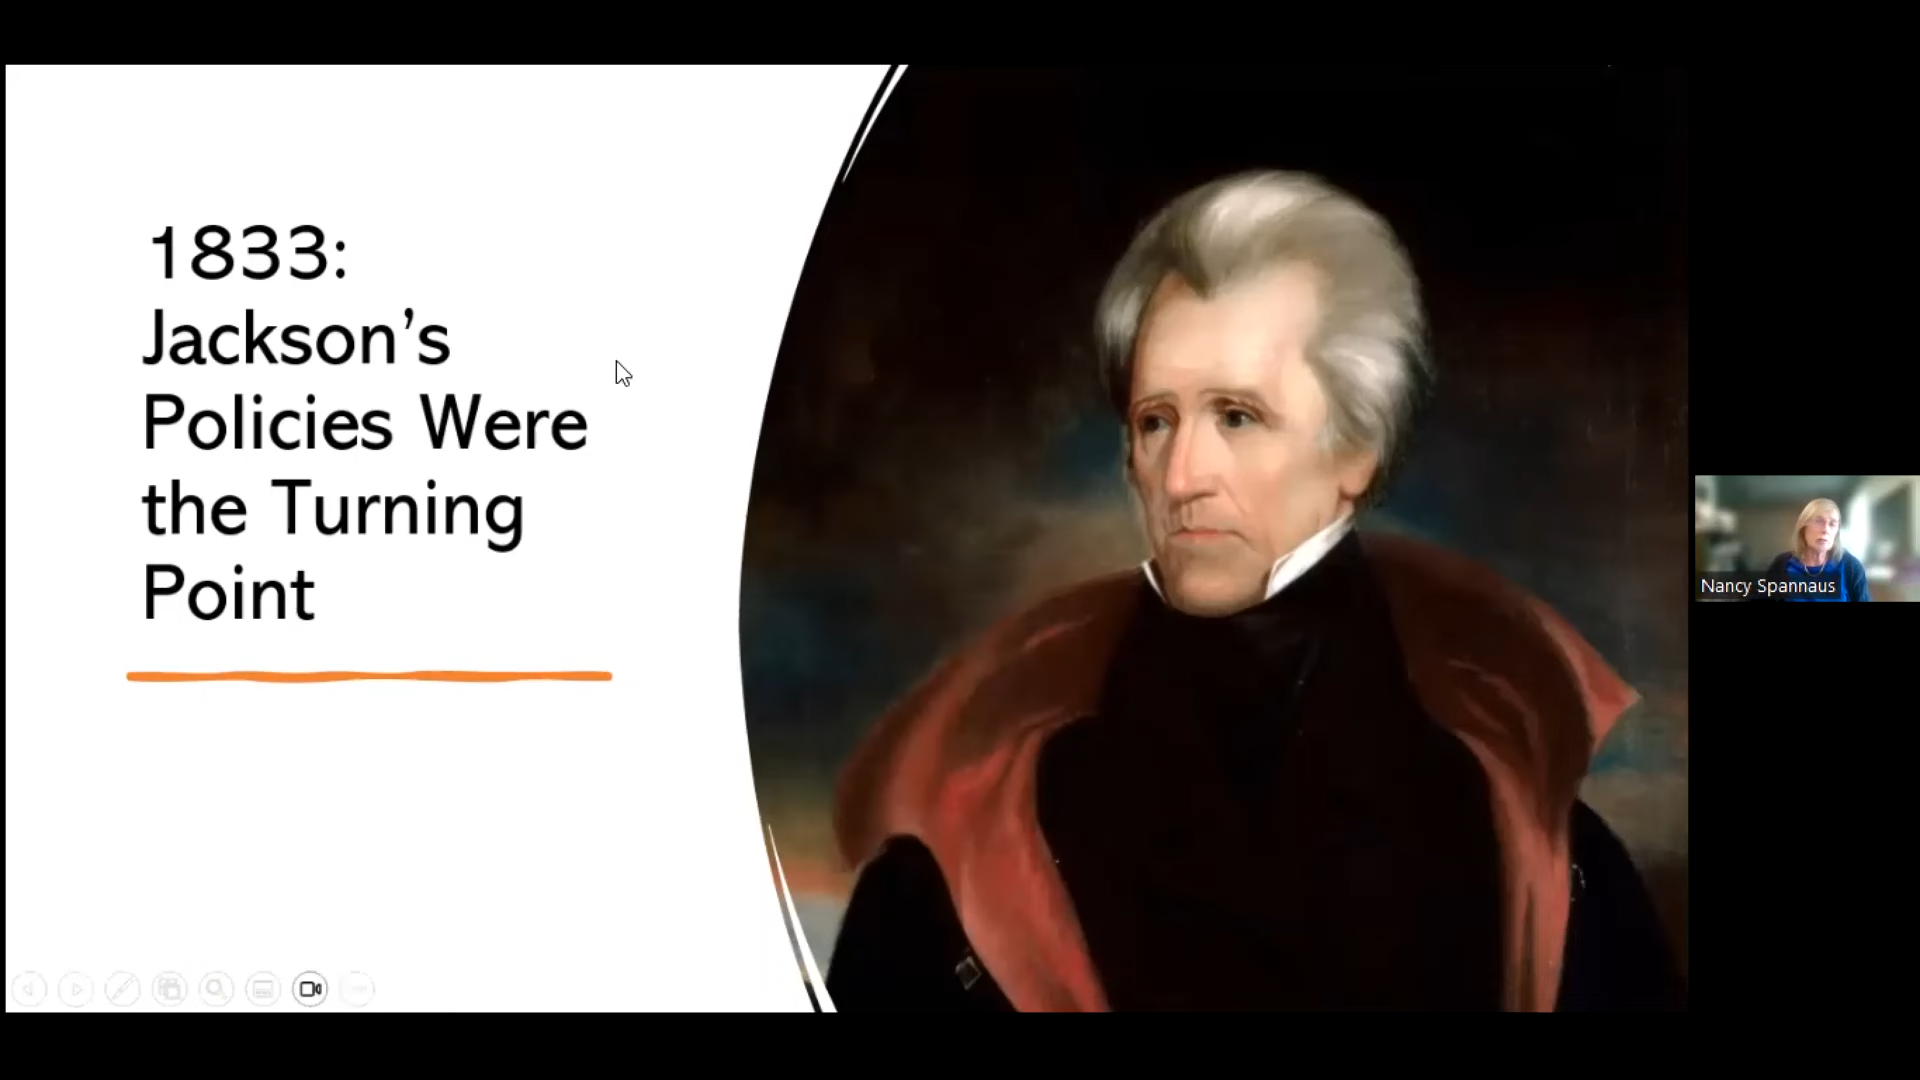 1833:
Jackson’s
Policies Were
the Turning
Point
Nancy Spannaus